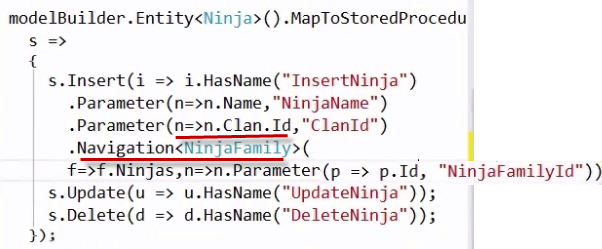 modelBuilder.Entity<Ninja>().MapToStoredProcedu
s =>
{
s.Insert(i => i.HasName("InsertNinja")
.Parameter(n=>n.Name,"NinjaName")
.Parameter(n=>n.Clan.Id,"ClanId")
.Navigation<NinjaFamily>(
f=>f.Ninjas,n=>n.Parameter(p => p.Id, "NinjaFamilyId"))
s.Update(u => u.HasName("UpdateNinja"));
s.Delete(d => d.HasName("DeleteNinja"));
});